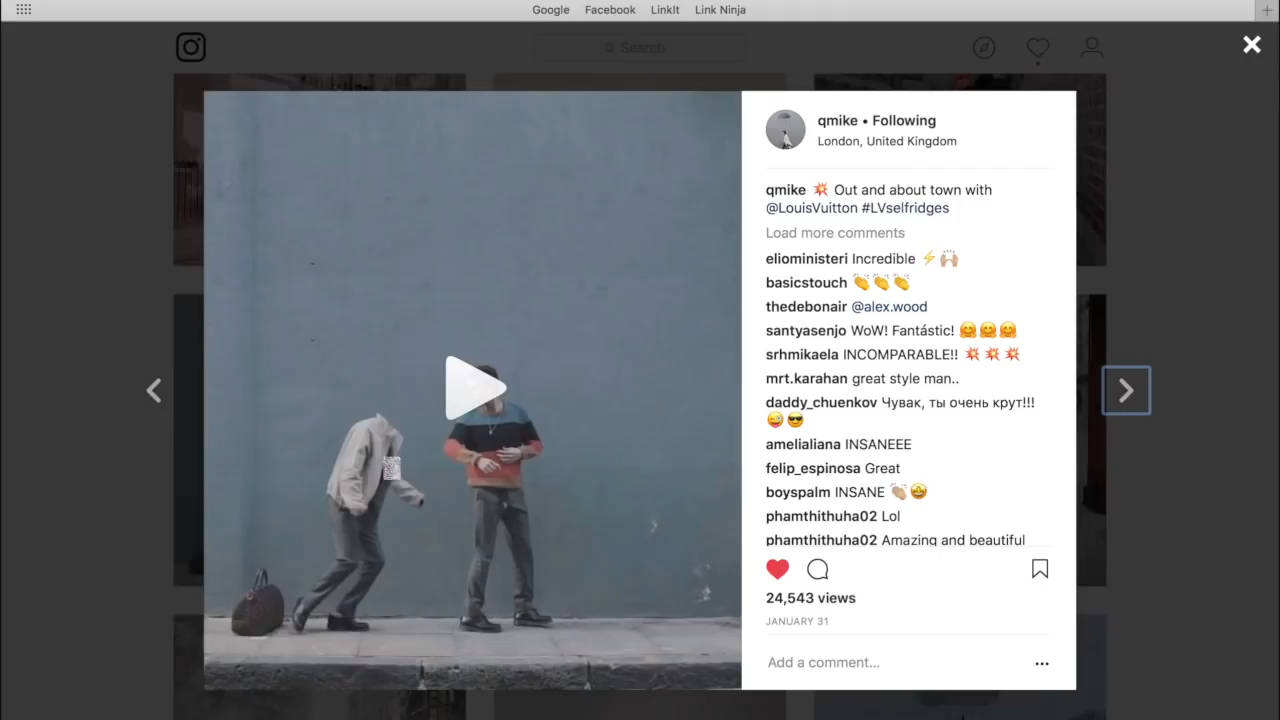 Google Facebook LinkIt Link Ninja
Search
qmike • Following
London, United Kingdom
qmike 💥 Out and about town with
@LouisVuitton #LVselfridges
Load more comments
elioministeri Incredible ⚡🙌🏼
basicstouch 👏👏👏
thedebonair @alex.wood
santyasenjo WoW! Fantástic! 🤗🤗🤗
srhmikaela INCOMPARABLE!! 💥💥💥
mrt.karahan great style man..
daddy_chuenkov Чувак, ты очень крут!!!
😜😎
amelialiana INSANEEE
felip_espinosa Great
boyspalm INSANE 👏🏼🤩
phamthithuha02 Lol
phamthithuha02 Amazing and beautiful
24,543 views
JANUARY 31
Add a comment...